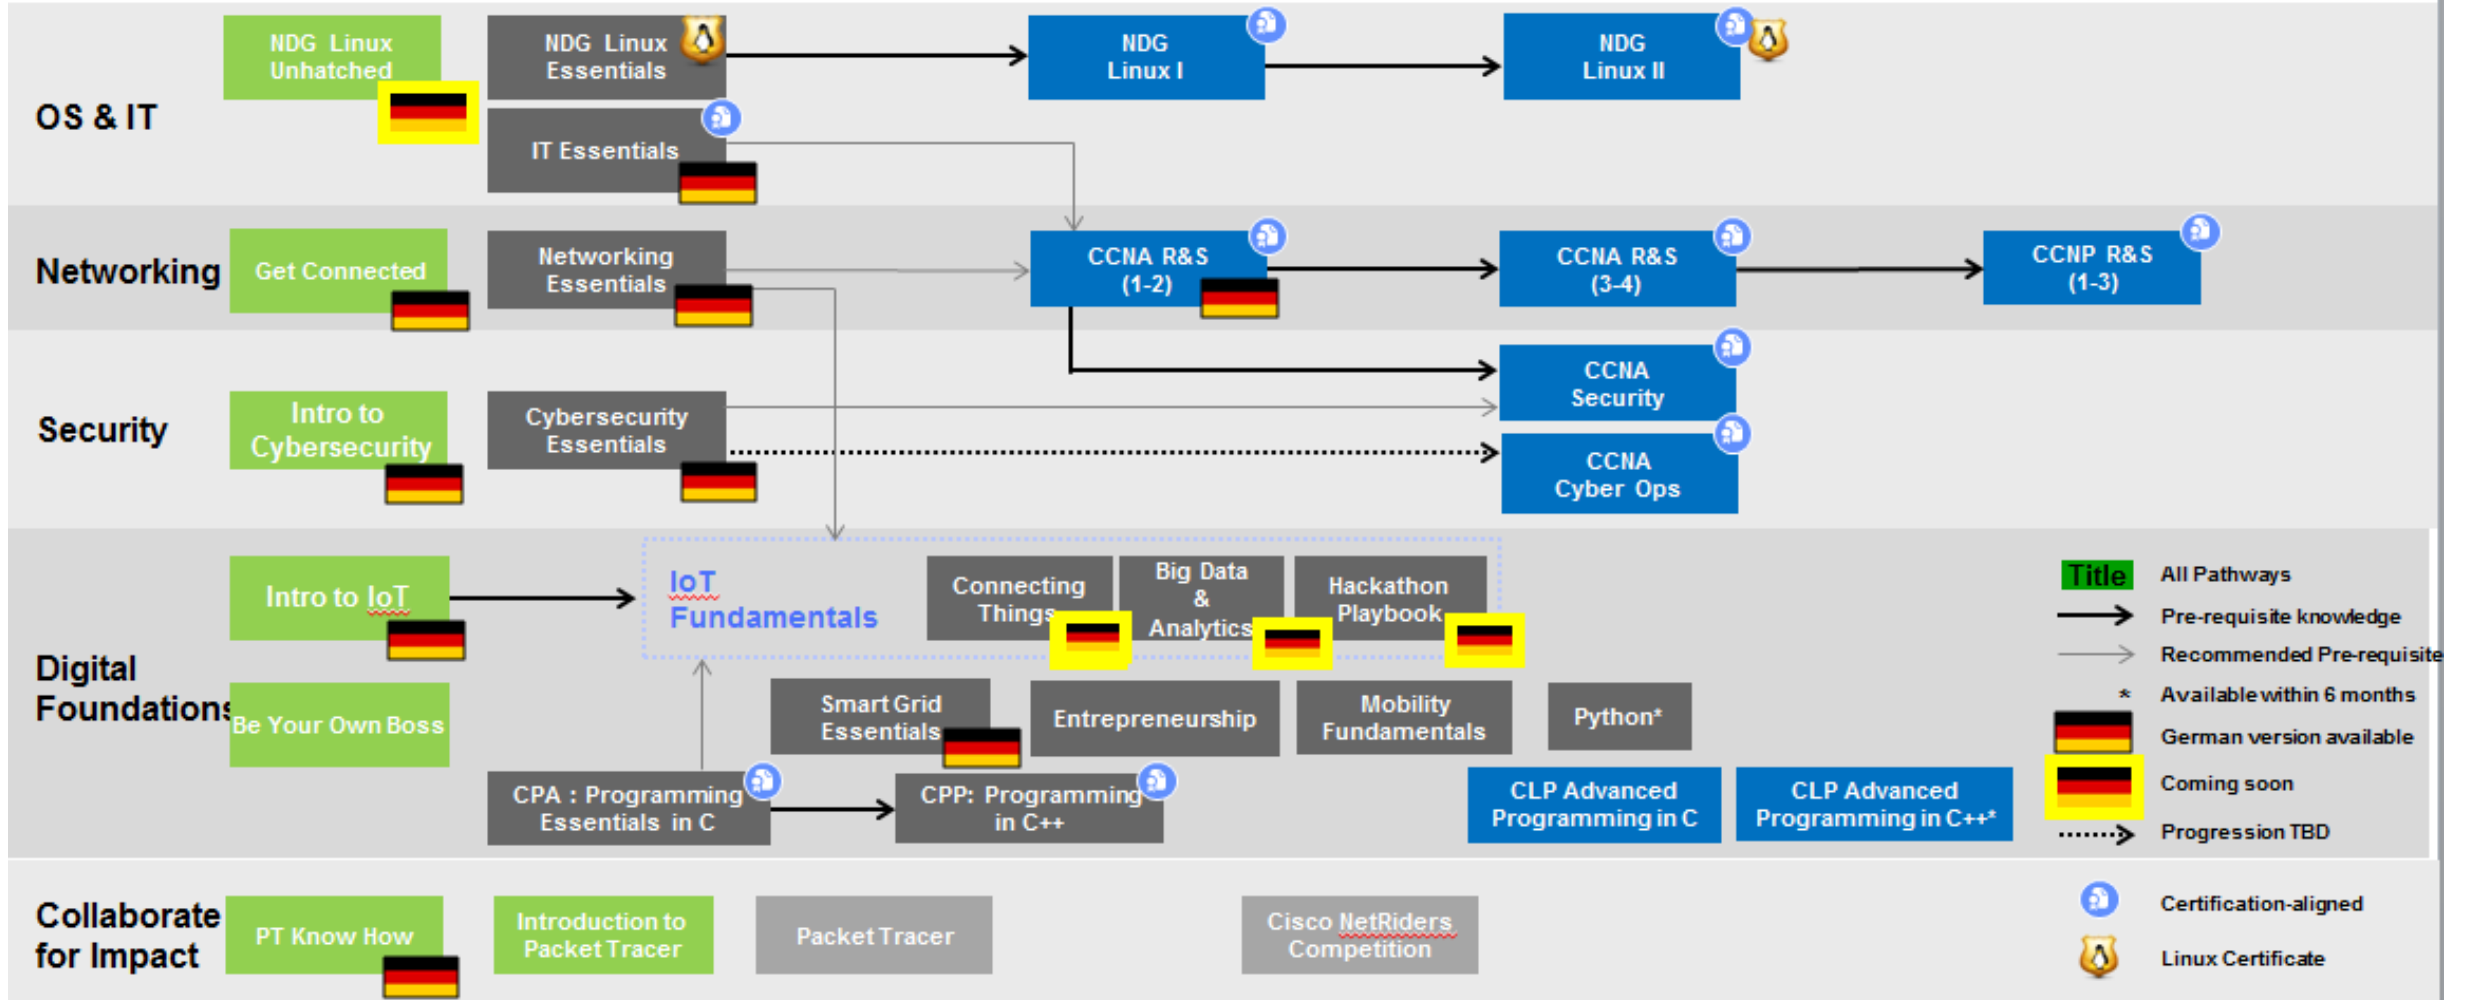 OS & IT
NDG Linux
Unhatched
NDG Linux
Essentials
NDG
Linux I
NDG
Linux II
IT Essentials
Networking
Get Connected
Networking
Essentials
CCNA R&S
(1-2)
CCNA R&S
(3-4)
CCNP R&S
(1-3)
Security
Intro to
Cybersecurity
Cybersecurity
Essentials
CCNA
Security
CCNA
Cyber Ops
Digital
Foundations
Intro to IoT
IoT
Fundamentals
Connecting
Things
Big Data
&
Analytics
Hackathon
Playbook
Be Your Own Boss
Smart Grid
Essentials
Entrepreneurship
Mobility
Fundamentals
Python*
CPA : Programming
Essentials in C
CPP: Programming
in C++
CLP Advanced
Programming in C
CLP Advanced
Programming in C++*
Title All Pathways
Pre-requisite knowledge
Recommended Pre-requisite
* Available within 6 months
German version available
Coming soon
Progression TBD
Collaborate
for Impact
PT Know How
Introduction to
Packet Tracer
Packet Tracer
Cisco NetRiders
Competition
Certification-aligned
Linux Certificate